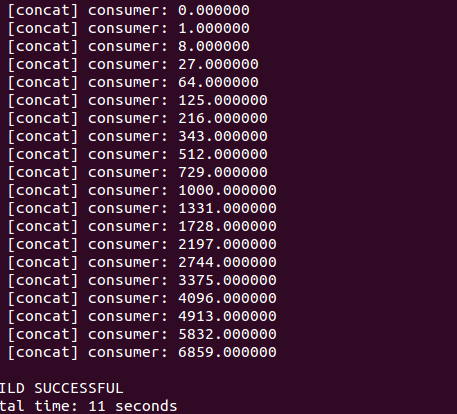 [concat] consumer: 0.000000
[concat] consumer: 1.000000
[concat] consumer: 8.000000
[concat] consumer: 27.000000
[concat] consumer: 64.000000
[concat] consumer: 125.000000
[concat] consumer: 216.000000
[concat] consumer: 343.000000
[concat] consumer: 512.000000
[concat] consumer: 729.000000
[concat] consumer: 1000.000000
[concat] consumer: 1331.000000
[concat] consumer: 1728.000000
[concat] consumer: 2197.000000
[concat] consumer: 2744.000000
[concat] consumer: 3375.000000
[concat] consumer: 4096.000000
[concat] consumer: 4913.000000
[concat] consumer: 5832.000000
[concat] consumer: 6859.000000
ILD SUCCESSFUL
tal time: 11 seconds